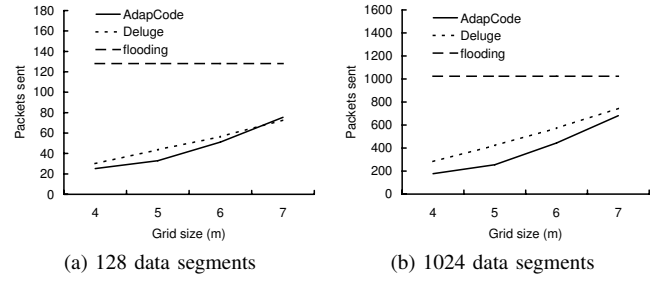 180
160
140
120
100
80
60
40
20
0
Packets sent
AdapCode
Deluge
flooding
4 5 6 7
Grid size (m)
(a) 128 data segments
1600
1400
1200
1000
800
600
400
200
0
Packets sent
AdapCode
Deluge
flooding
4 5 6 7
Grid size (m)
(b) 1024 data segments